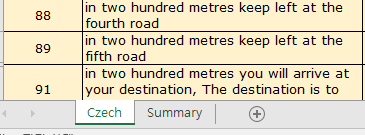 88
in two hundred metres keep left at the
fourth road
89
in two hundred metres keep left at the
fifth road
91
in two hundred metres you will arrive at
your destination, The destination is to
Czech Summary